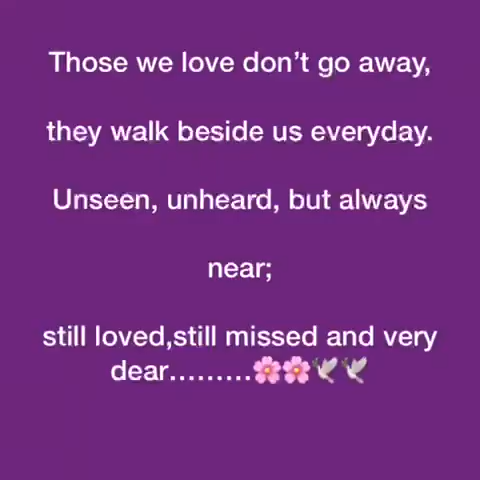 Those we love don’t go away,
they walk beside us everyday.
Unseen, unheard, but always
near;
still loved,still missed and very
dear.........🌸🌸🕊🕊